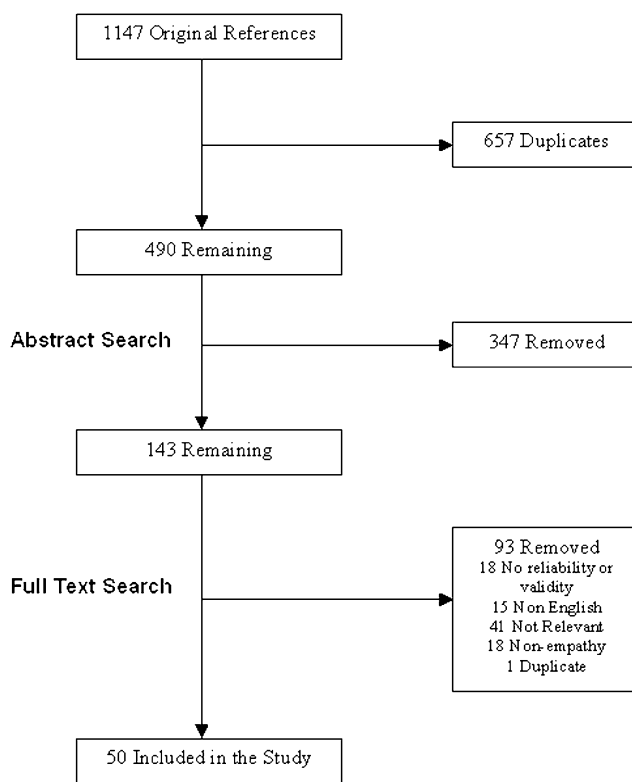 1147 Original References
657 Duplicates
490 Remaining
Abstract Search
347 Removed
143 Remaining
93 Removed
18 No reliability or
validity
15 Non English
41 Not Relevant
18 Non-empathy
1 Duplicate
Full Text Search
50 Included in the Study